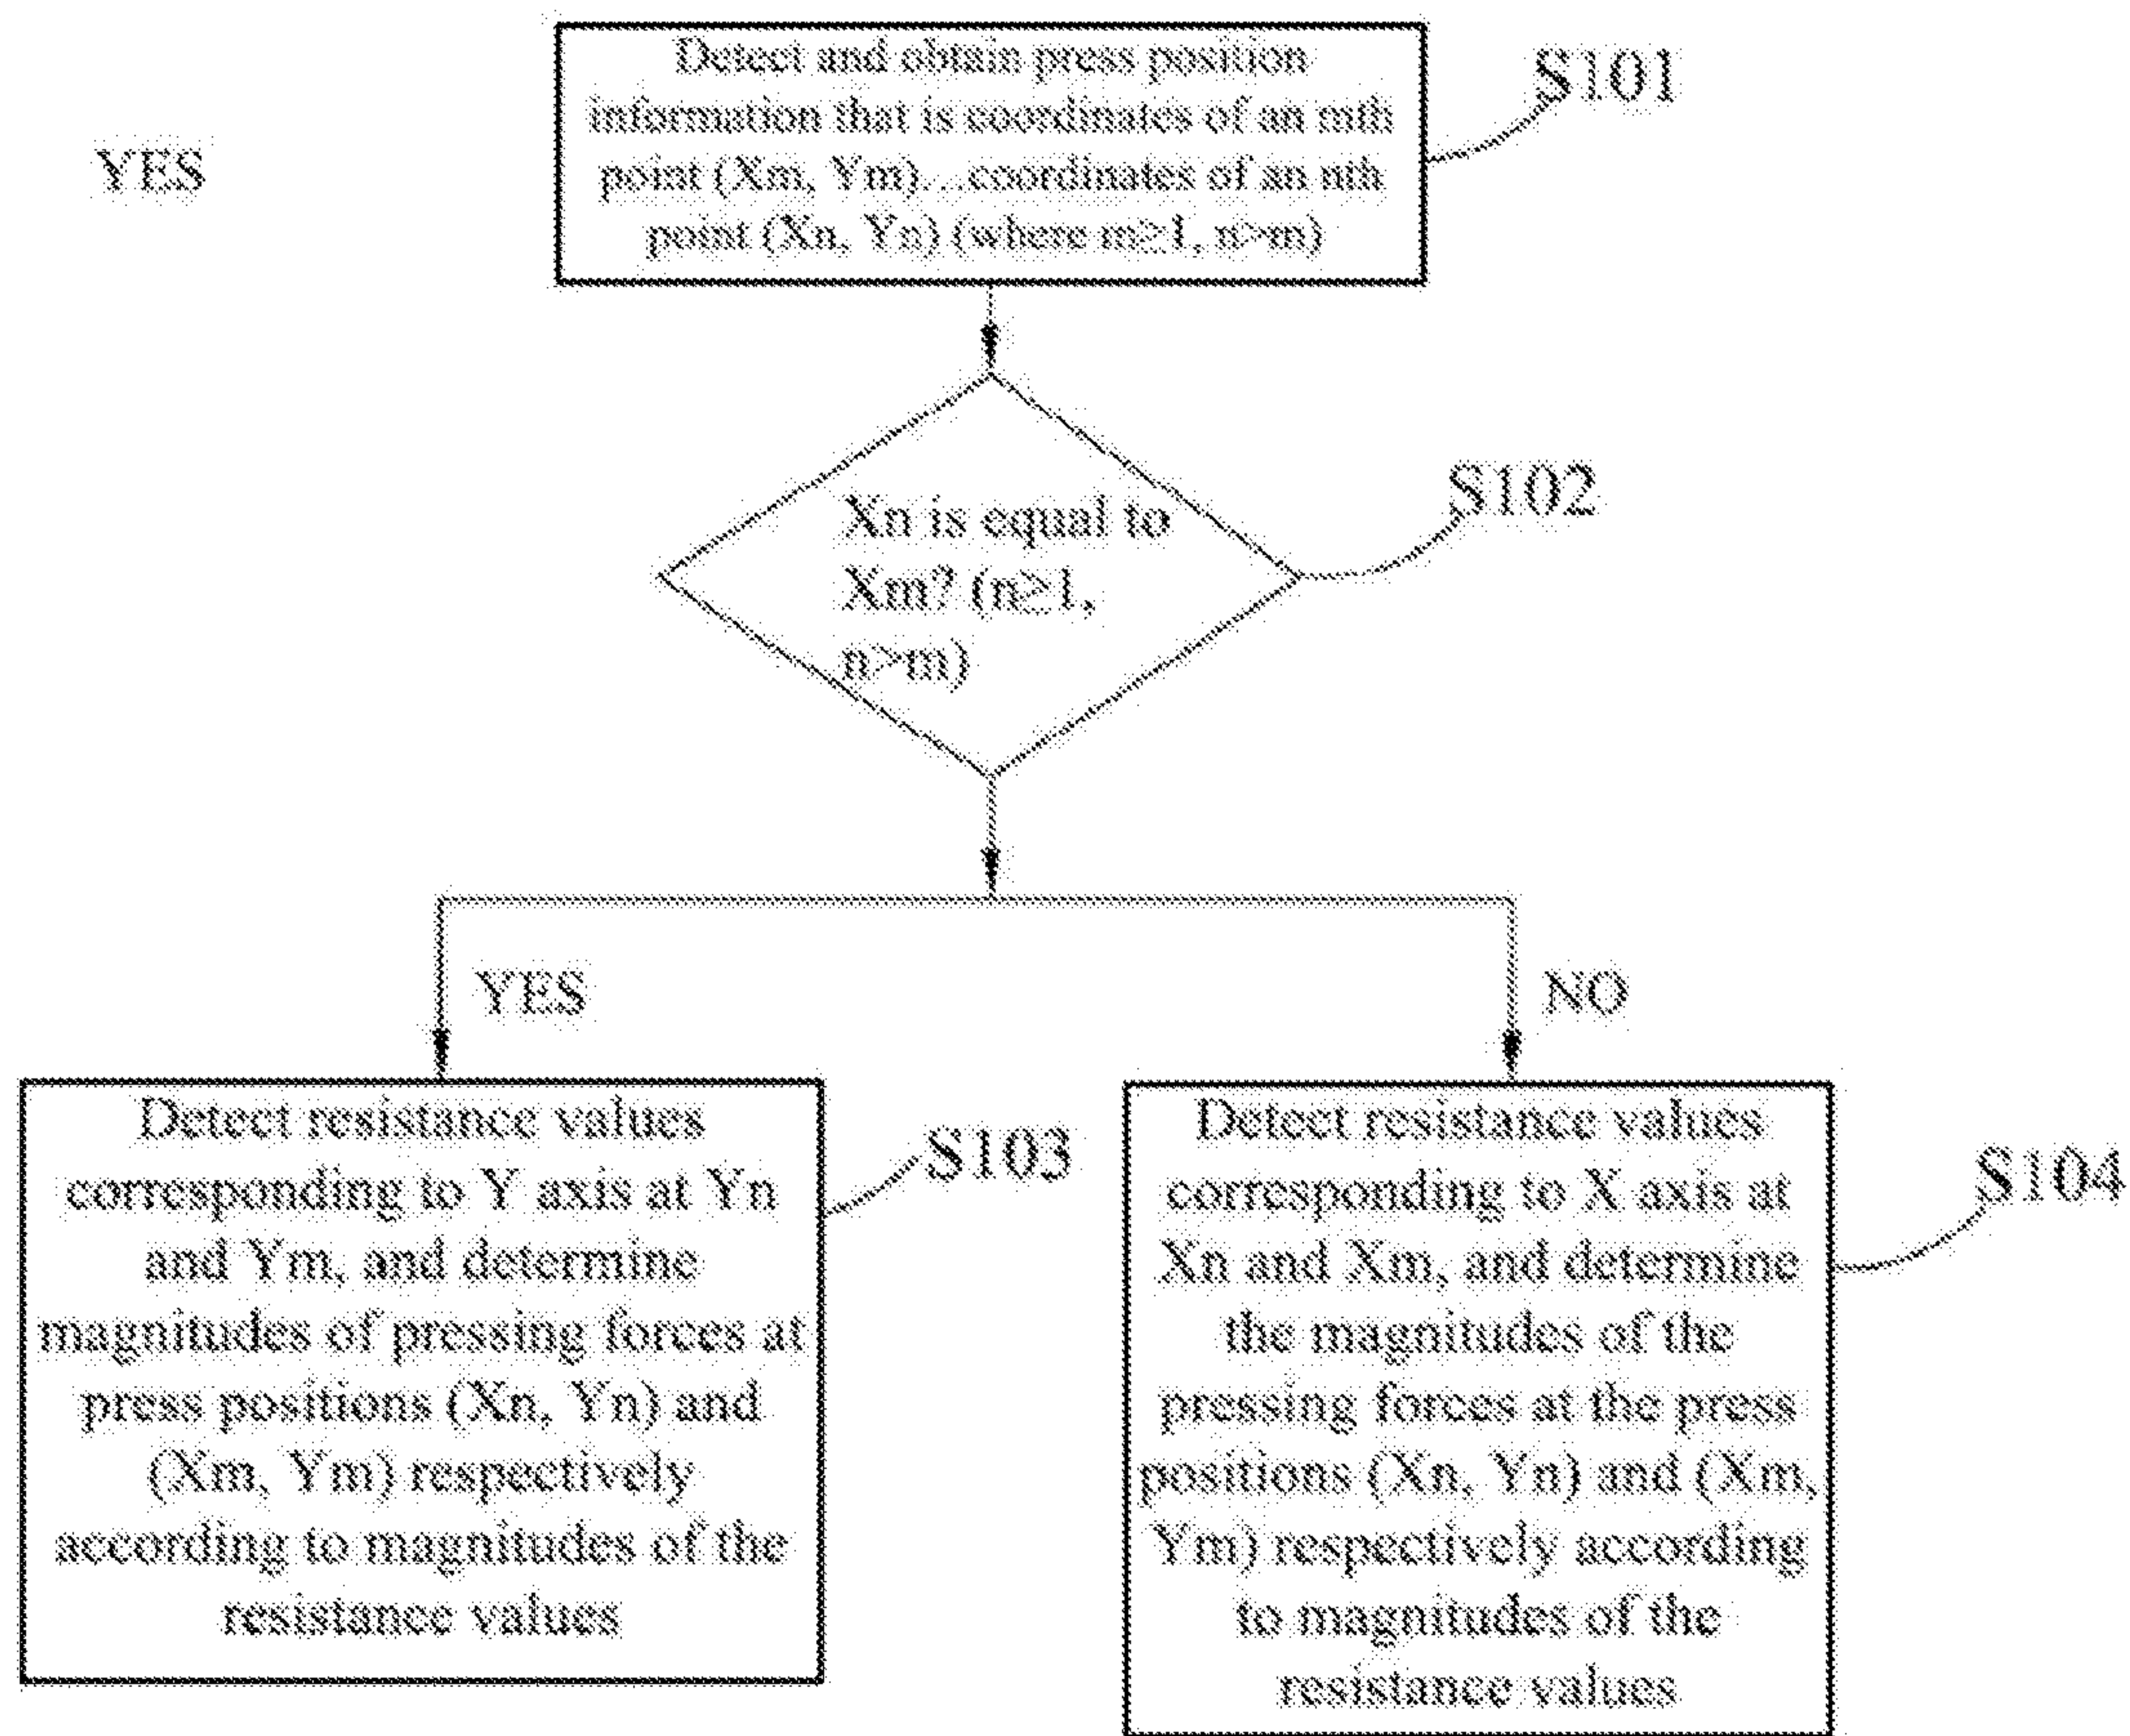 Detect and obtain press position
information that is coordinates of an mth
point (Xm, Ym)...coordinates of an nth
point (Xn, Yn) (where m≥1, n>m)
S101
YES
Xn is equal to
Xm? (n≥1,
n>m)
S102
YES
NO
Detect resistance values
corresponding to Y axis at Yn
and Ym, and determine
magnitudes of pressing forces at
press positions (Xn, Yn) and
(Xm, Ym) respectively
according to magnitudes of the
resistance values
S103
Detect resistance values
corresponding to X axis at
Xn and Xm, and determine
the magnitudes of the
pressing forces at the press
positions (Xn, Yn) and (Xm,
Ym) respectively according
to magnitudes of the
resistance values
S104